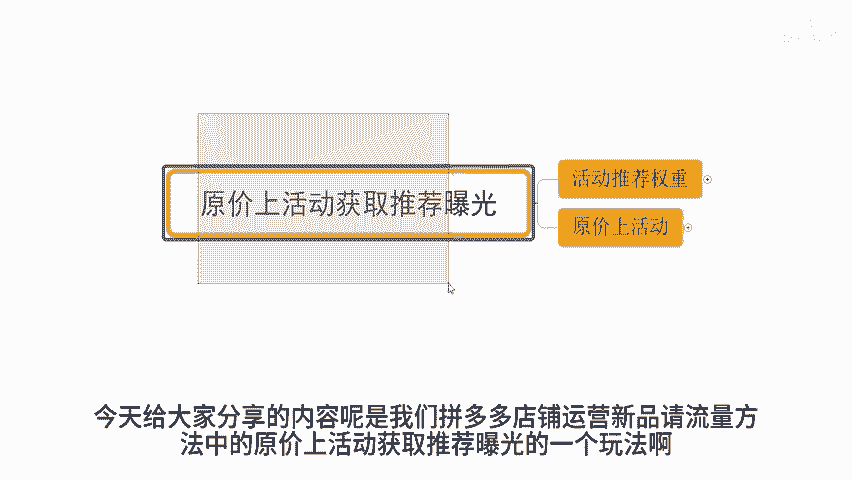 原价上活动获取推荐曝光
活动推荐权重
原价上活动
今天给大家分享的内容呢是我们拼多多店铺运营新品请流量方
法中的原价上活动获取推荐曝光的一个玩法啊